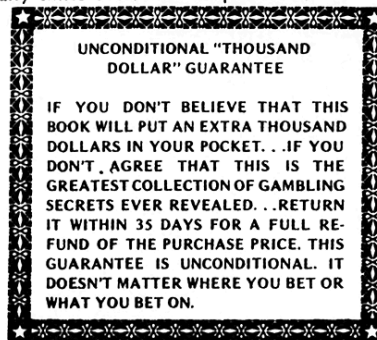 UNCONDITIONAL "THOUSAND
DOLLAR" GUARANTEE
IF YOU DON'T BELIEVE THAT THIS
BOOK WILL PUT AN EXTRA THOUSAND
DOLLARS IN YOUR POCKET. . .IF YOU
DON'T AGREE THAT THIS IS THE
GREATEST COLLECTION OF GAMBLING
SECRETS EVER REVEALED. . .RETURN
IT WITHIN 35 DAYS FOR A FULL RE-
FUND OF THE PURCHASE PRICE. THIS
GUARANTEE IS UNCONDITIONAL. IT
DOESN'T MATTER WHERE YOU BET OR
WHAT YOU BET ON.